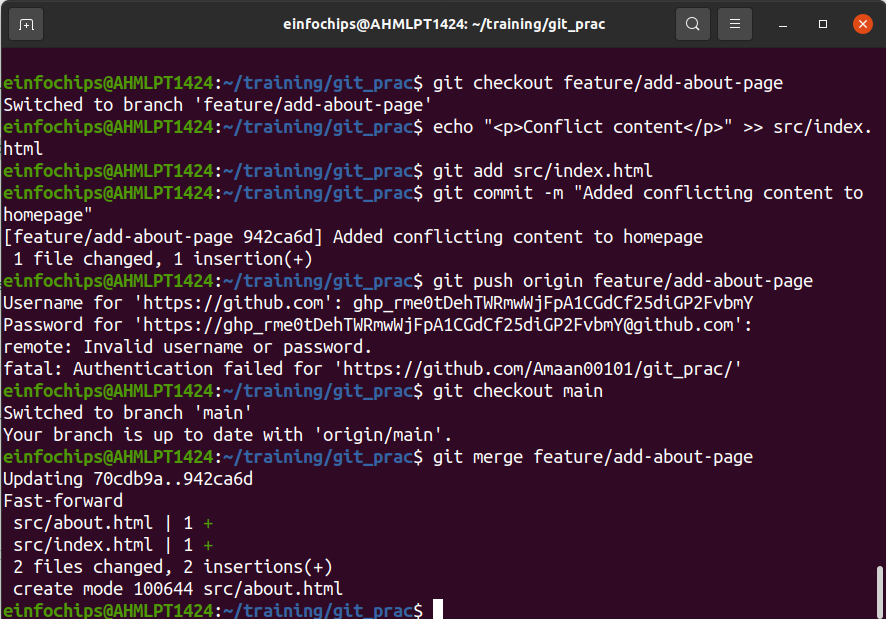 einfochips@AHMLPT1424: ~/training/git_prac
einfochips@AHMLPT1424:~/training/git_prac$ git checkout feature/add-about-page
Switched to branch 'feature/add-about-page'
einfochips@AHMLPT1424:~/training/git_prac$ echo "<p>Conflict content</p>" >> src/index.
html
einfochips@AHMLPT1424:~/training/git_prac$ git add src/index.html
einfochips@AHMLPT1424:~/training/git_prac$ git commit -m "Added conflicting content to
homepage"
[feature/add-about-page 942ca6d] Added conflicting content to homepage
 1 file changed, 1 insertion(+)
einfochips@AHMLPT1424:~/training/git_prac$ git push origin feature/add-about-page
Username for 'https://github.com': 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
Password for 'https://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@github.com':
remote: Invalid username or password.
fatal: Authentication failed for 'https://github.com/Amaan00101/git_prac/'
einfochips@AHMLPT1424:~/training/git_prac$ git checkout main
Switched to branch 'main'
Your branch is up to date with 'origin/main'.
einfochips@AHMLPT1424:~/training/git_prac$ git merge feature/add-about-page
Updating 70cdb9a..942ca6d
Fast-forward
 src/about.html | 1 +
 src/index.html | 1 +
 2 files changed, 2 insertions(+)
 create mode 100644 src/about.html
einfochips@AHMLPT1424:~/training/git_prac$